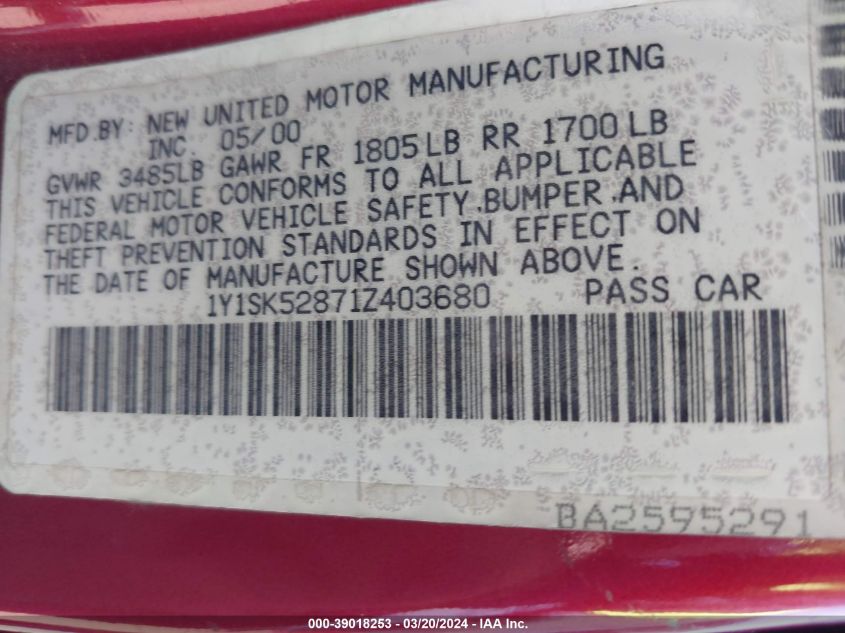 MFD.BY: NEW UNITED MOTOR MANUFACTURING
INC. 05/00
GVWR 3485LB GAWR FR 1805LB RR 1700LB
THIS VEHICLE CONFORMS TO ALL APPLICABLE
FEDERAL MOTOR VEHICLE SAFETY,BUMPER,AND
THEFT PREVENTION STANDARDS IN EFFECT ON
THE DATE OF MANUFACTURE SHOWN ABOVE.
1Y1SK52871Z403680 PASS CAR
BA2595291
000-39018253 - 03/20/2024 - IAA Inc.